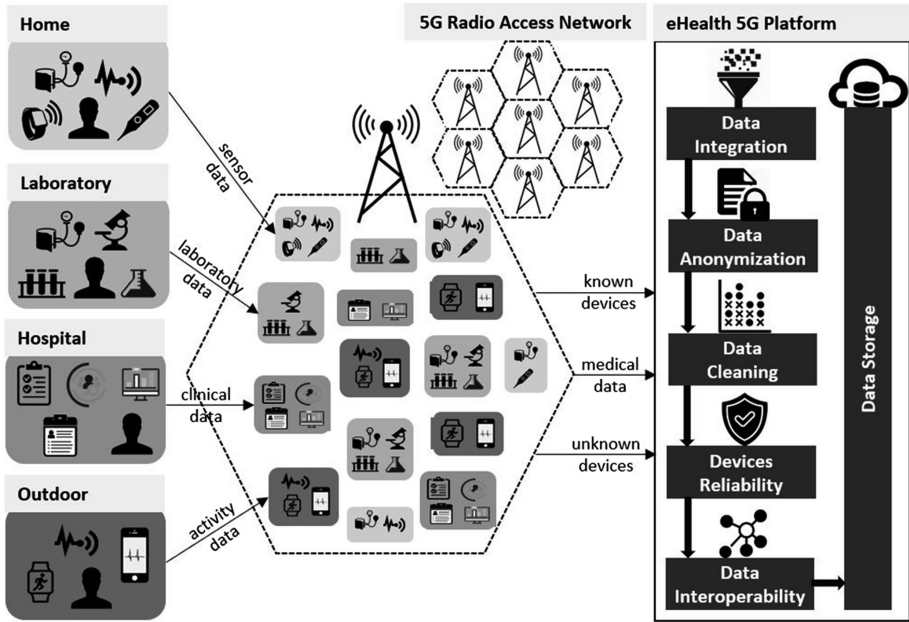 Home
5G Radio Access Network
eHealth 5G Platform
sensor
data
Laboratory
laboratory
data
Hospital
clinical
data
Outdoor
activity
data
known
devices
medical
data
unknown
devices
Data
Integration
Data
Anonymization
Data
Cleaning
Devices
Reliability
Data
Interoperability
Data Storage